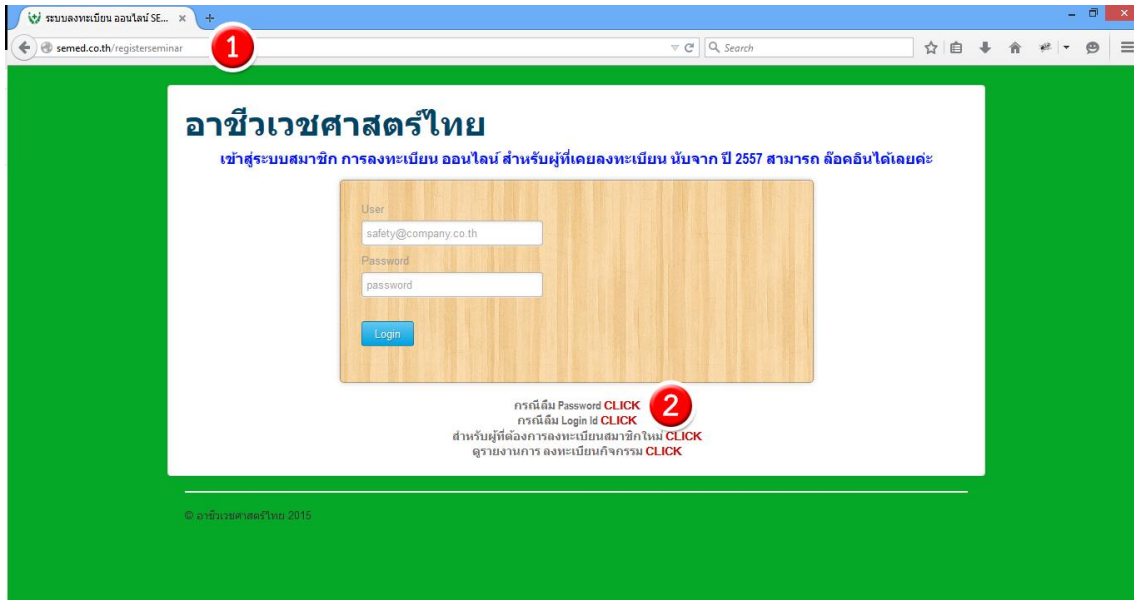 ระบบลงทะเบียน ออนไลน์ SE...
semed.co.th/registerseminar
1
Search
อาชีวเวชศาสตร์ไทย
เข้าสู่ระบบสมาชิก การลงทะเบียน ออนไลน์ สำหรับผู้ที่เคยลงทะเบียน นับจาก ปี 2557 สามารถ ล๊อคอินได้เลยค่ะ
User
safety@company.co.th
Password
password
Login
กรณีลืม Password CLICK
2
กรณีลืม Login Id CLICK
สำหรับผู้ที่ต้องการลงทะเบียนสมาชิกใหม่ CLICK
ดูรายงานการ ลงทะเบียนกิจกรรม CLICK
© อาชีวเวชศาสตร์ไทย 2015